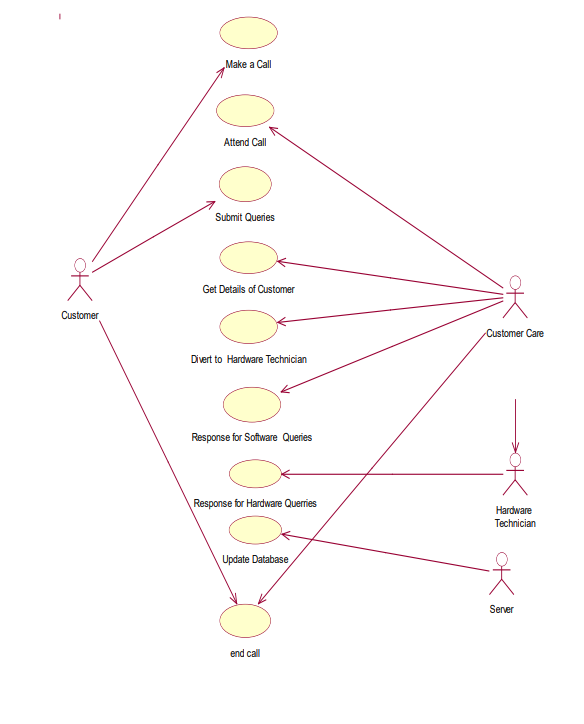 Make a Call
Attend Call
Submit Queries
Get Details of Customer
Customer
Customer Care
Divert to Hardware Technician
Response for Software Queries
Response for Hardware Querries
Hardware
Technician
Update Database
Server
end call